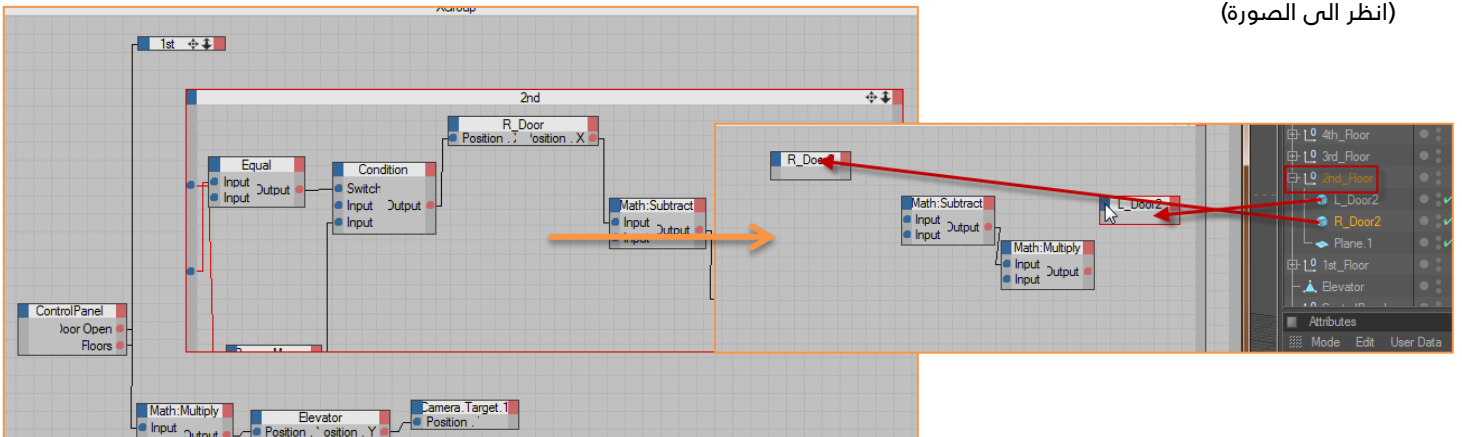 (انظر الى الصورة)
XGroup
1st
2nd
R_Door
Position . X
Equal
Input
Output
Input
Condition
Switch
Input
Output
Input
Math:Subtract
Input
Output
Input
ControlPanel
Door Open
Floors
Math:Multiply
Input
Output
Elevator
Position .
osition . Y
Camera.Target.1
Position .
R_Door
Math:Subtract
Input
Output
Input
Math:Multiply
Input
Output
Input
L_Door2
4th_Floor
3rd_Floor
2nd_Floor
L_Door2
R_Door2
Plane.1
1st_Floor
Elevator
Attributes
Mode Edit User Data